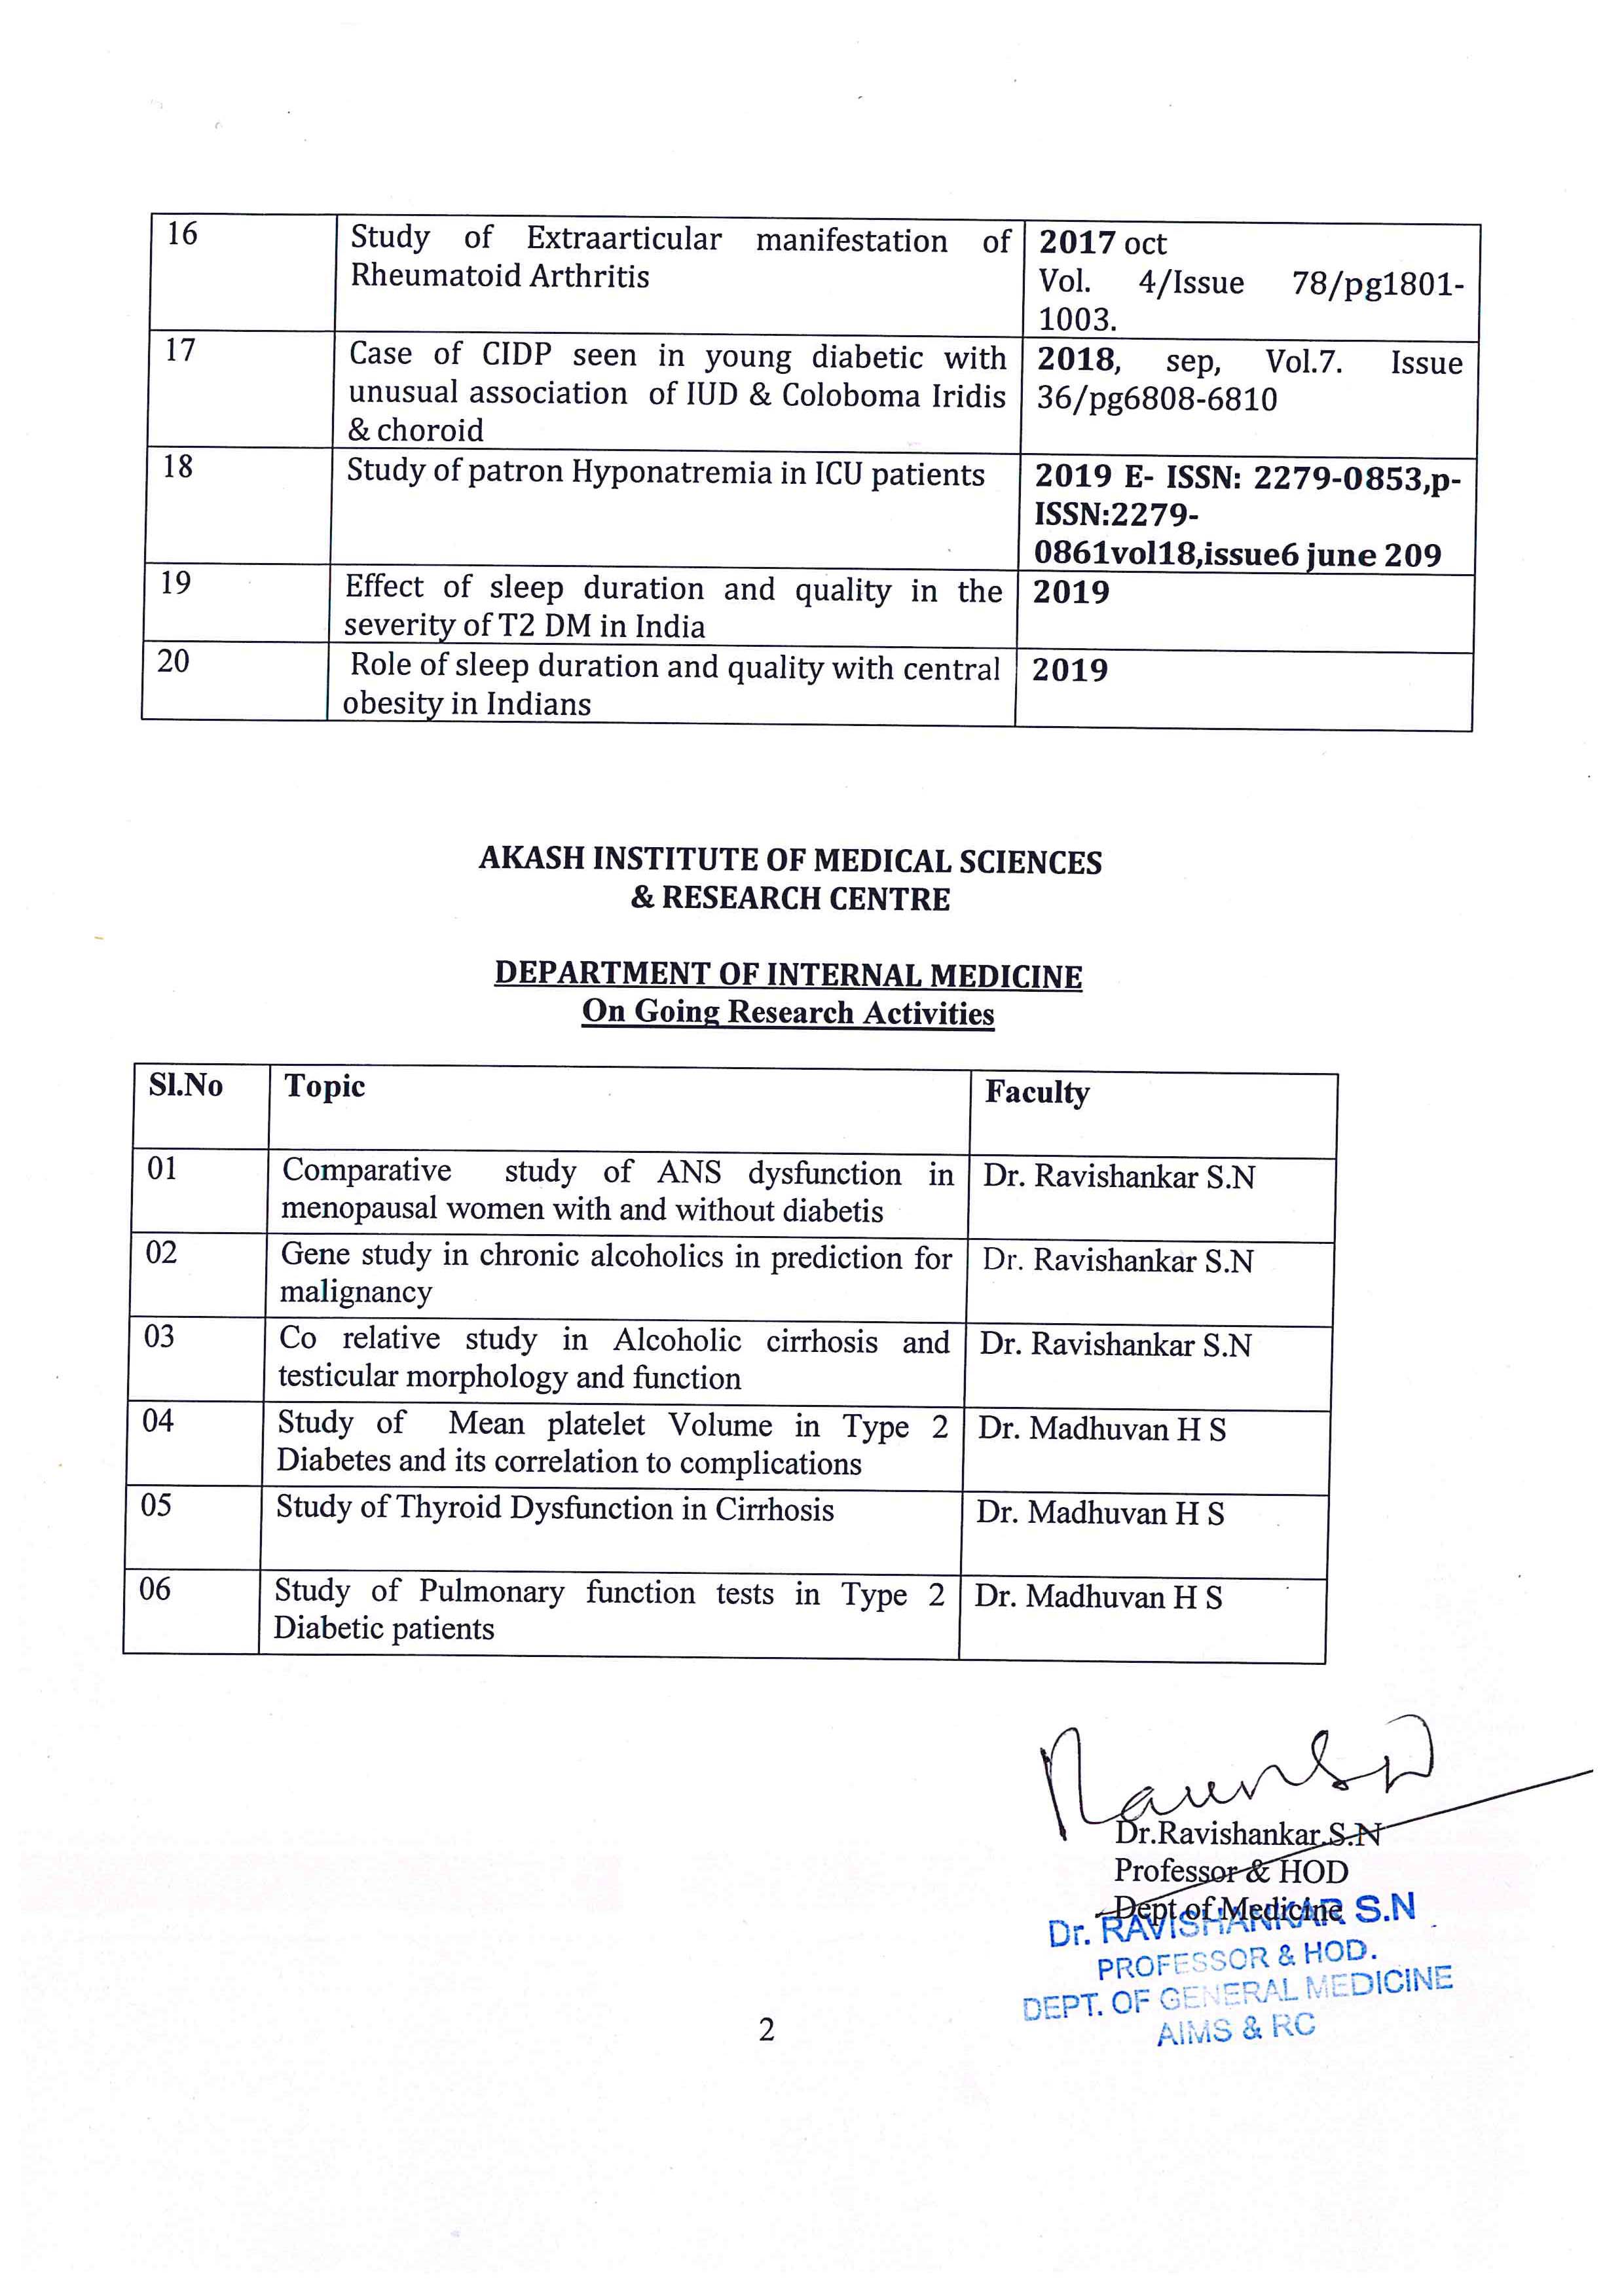 16
Study of Extraarticular manifestation of
Rheumatoid Arthritis
2017 oct
Vol. 4/Issue 78/pg1801-
1003.
17
Case of CIDP seen in young diabetic with
unusual association of IUD & Coloboma Iridis
& choroid
2018, sep, Vol.7. Issue
36/pg6808-6810
18
Study of patron Hyponatremia in ICU patients
2019 E- ISSN: 2279-0853,p-
ISSN:2279-
0861vol18,issue6 june 209
19
Effect of sleep duration and quality in the
severity of T2 DM in India
2019
20
Role of sleep duration and quality with central
obesity in Indians
2019
AKASH INSTITUTE OF MEDICAL SCIENCES
& RESEARCH CENTRE
DEPARTMENT OF INTERNAL MEDICINE
On Going Research Activities
Sl.No Topic Faculty
01
Comparative study of ANS dysfunction in
menopausal women with and without diabetis
Dr. Ravishankar S.N
02
Gene study in chronic alcoholics in prediction for
malignancy
Dr. Ravishankar S.N
03
Co relative study in Alcoholic cirrhosis and
testicular morphology and function
Dr. Ravishankar S.N
04
Study of Mean platelet Volume in Type 2
Diabetes and its correlation to complications
Dr. Madhuvan H S
05
Study of Thyroid Dysfunction in Cirrhosis
Dr. Madhuvan H S
06
Study of Pulmonary function tests in Type 2
Diabetic patients
Dr. Madhuvan H S
Dr.Ravishankar.S.N
Professor & HOD
Dept of Medicine
Dr. RAVISHANKAR S.N
PROFESSOR & HOD.
DEPT. OF GENERAL MEDICINE
AIMS & RC
2